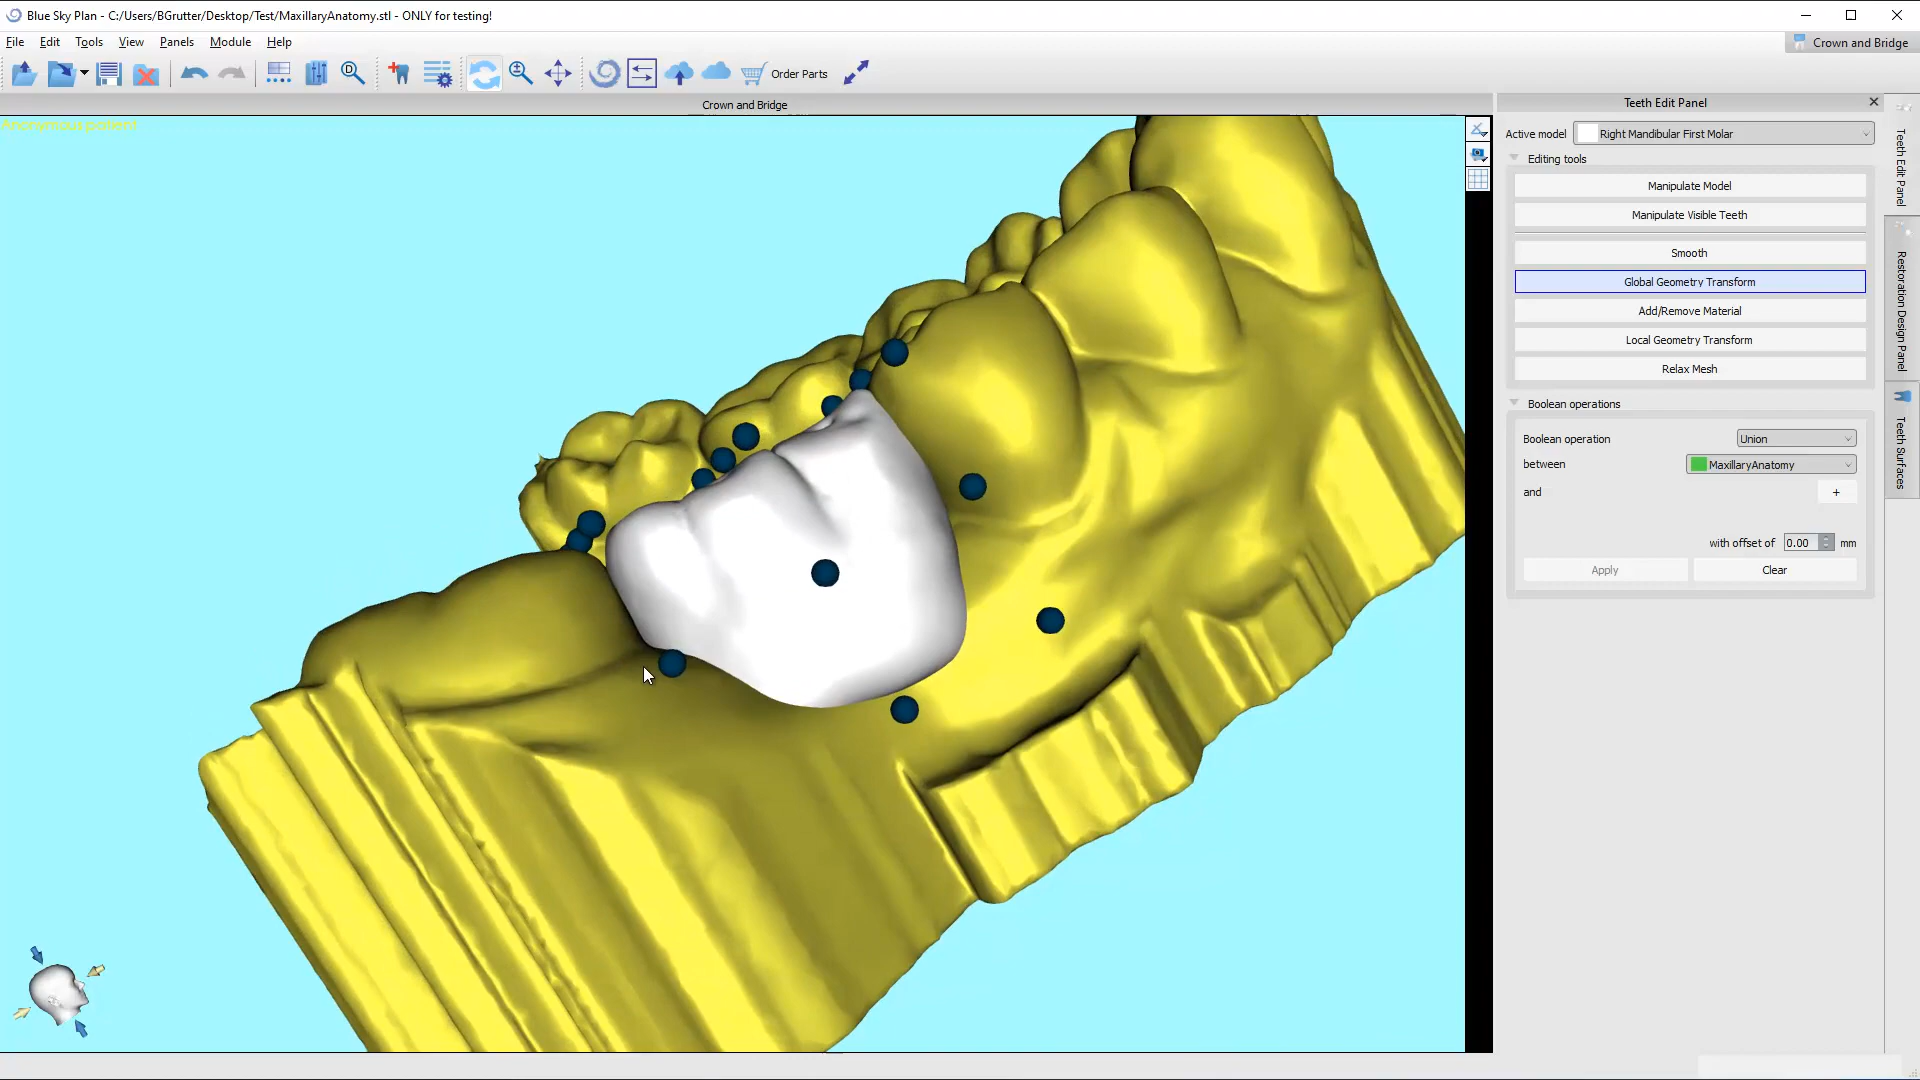 Blue Sky Plan - C:/Users/BGrutter/Desktop/Test/MaxillaryAnatomy.stl - ONLY for testing!
File Edit Tools View Panels Module Help
Crown and Bridge
Order Parts
Crown and Bridge
Teeth Edit Panel
Anonymous patient
Active model Right Mandibular First Molar
Editing tools
Manipulate Model
Manipulate Visible Teeth
Smooth
Global Geometry Transform
Add/Remove Material
Local Geometry Transform
Relax Mesh
Boolean operations
Boolean operation Union
between MaxillaryAnatomy
and +
with offset of 0.00 mm
Apply Clear
Teeth Edit Panel
Restoration Design Panel
Teeth Surfaces